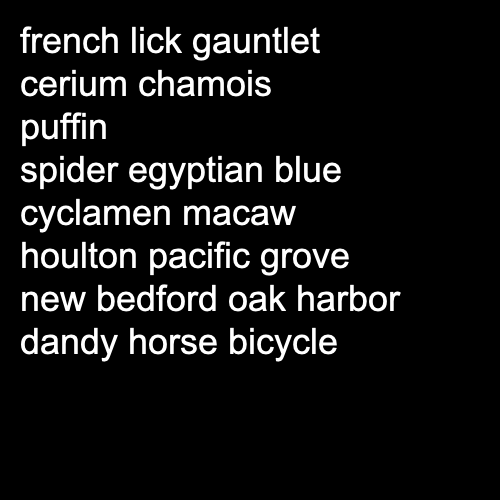 french lick gauntlet
cerium chamois
puffin
spider egyptian blue
cyclamen macaw
houlton pacific grove
new bedford oak harbor
dandy horse bicycle